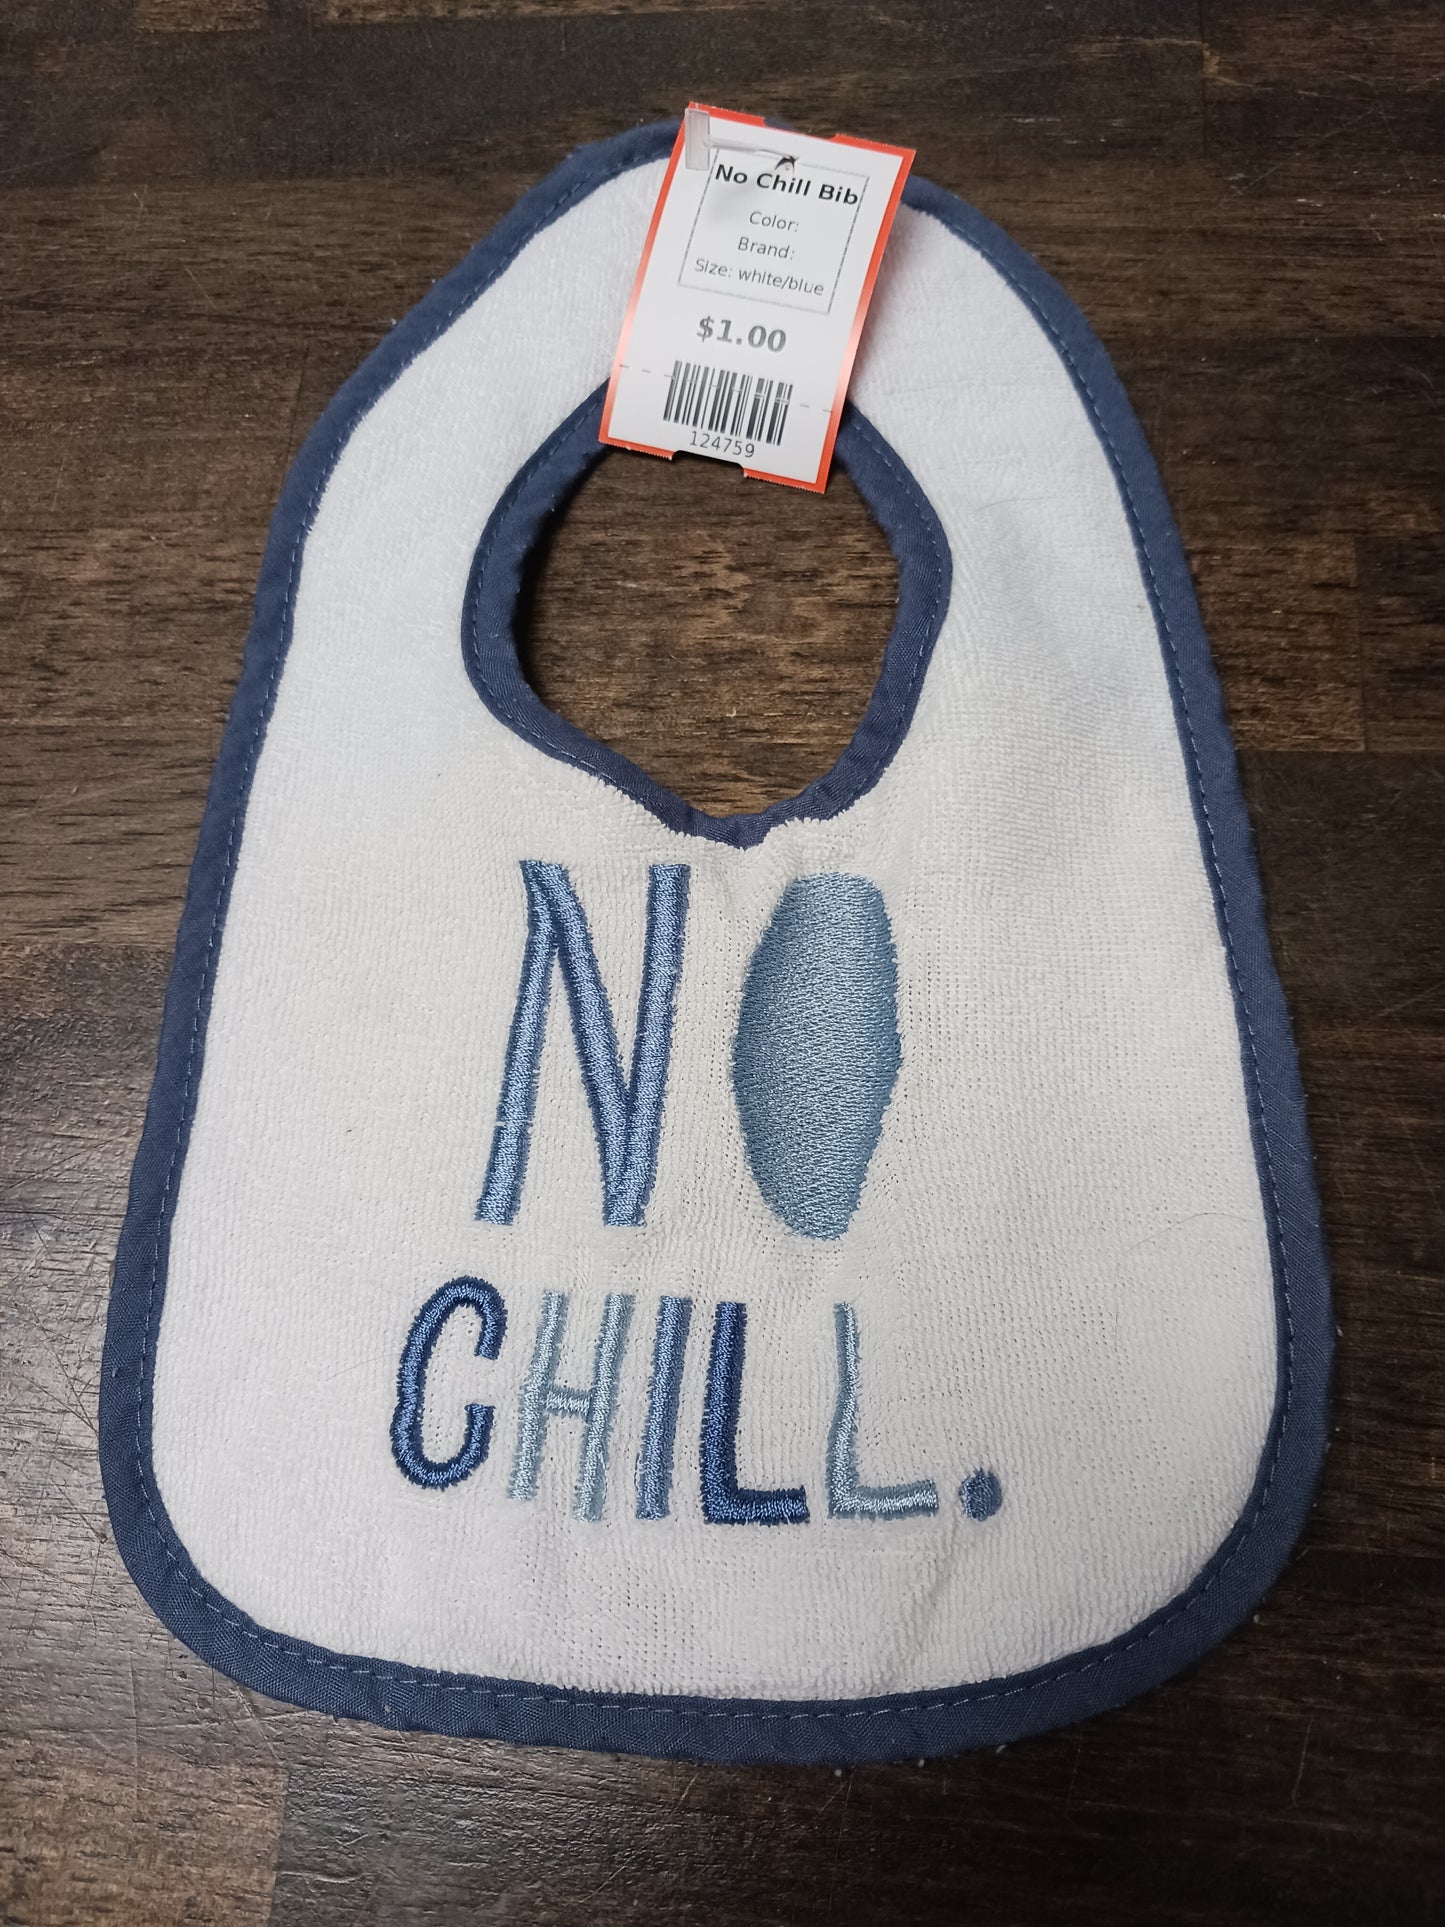 No Chill Bib
Color:
Brand:
Size: white/blue
$1.00
124759
NO
CHILL.